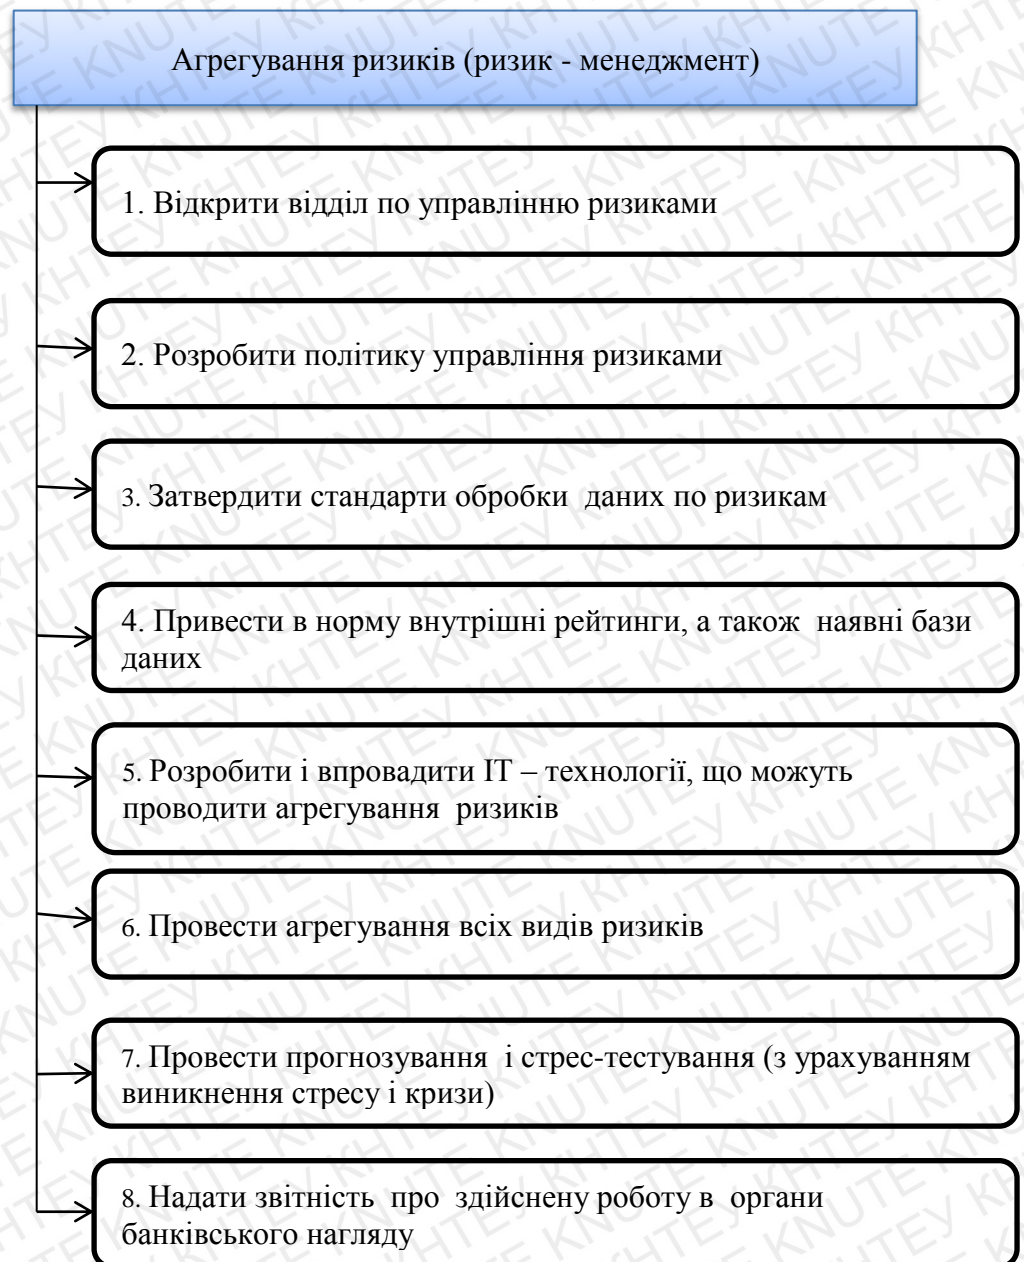 Агрегування ризиків (ризик - менеджмент)
1. Відкрити відділ по управлінню ризиками
2. Розробити політику управління ризиками
3. Затвердити стандарти обробки даних по ризикам
4. Привести в норму внутрішні рейтинги, а також наявні бази
даних
5. Розробити і впровадити ІТ – технології, що можуть
проводити агрегування ризиків
6. Провести агрегування всіх видів ризиків
7. Провести прогнозування і стрес-тестування (з урахуванням
виникнення стресу і кризи)
8. Надати звітність про здійснену роботу в органи
банківського нагляду